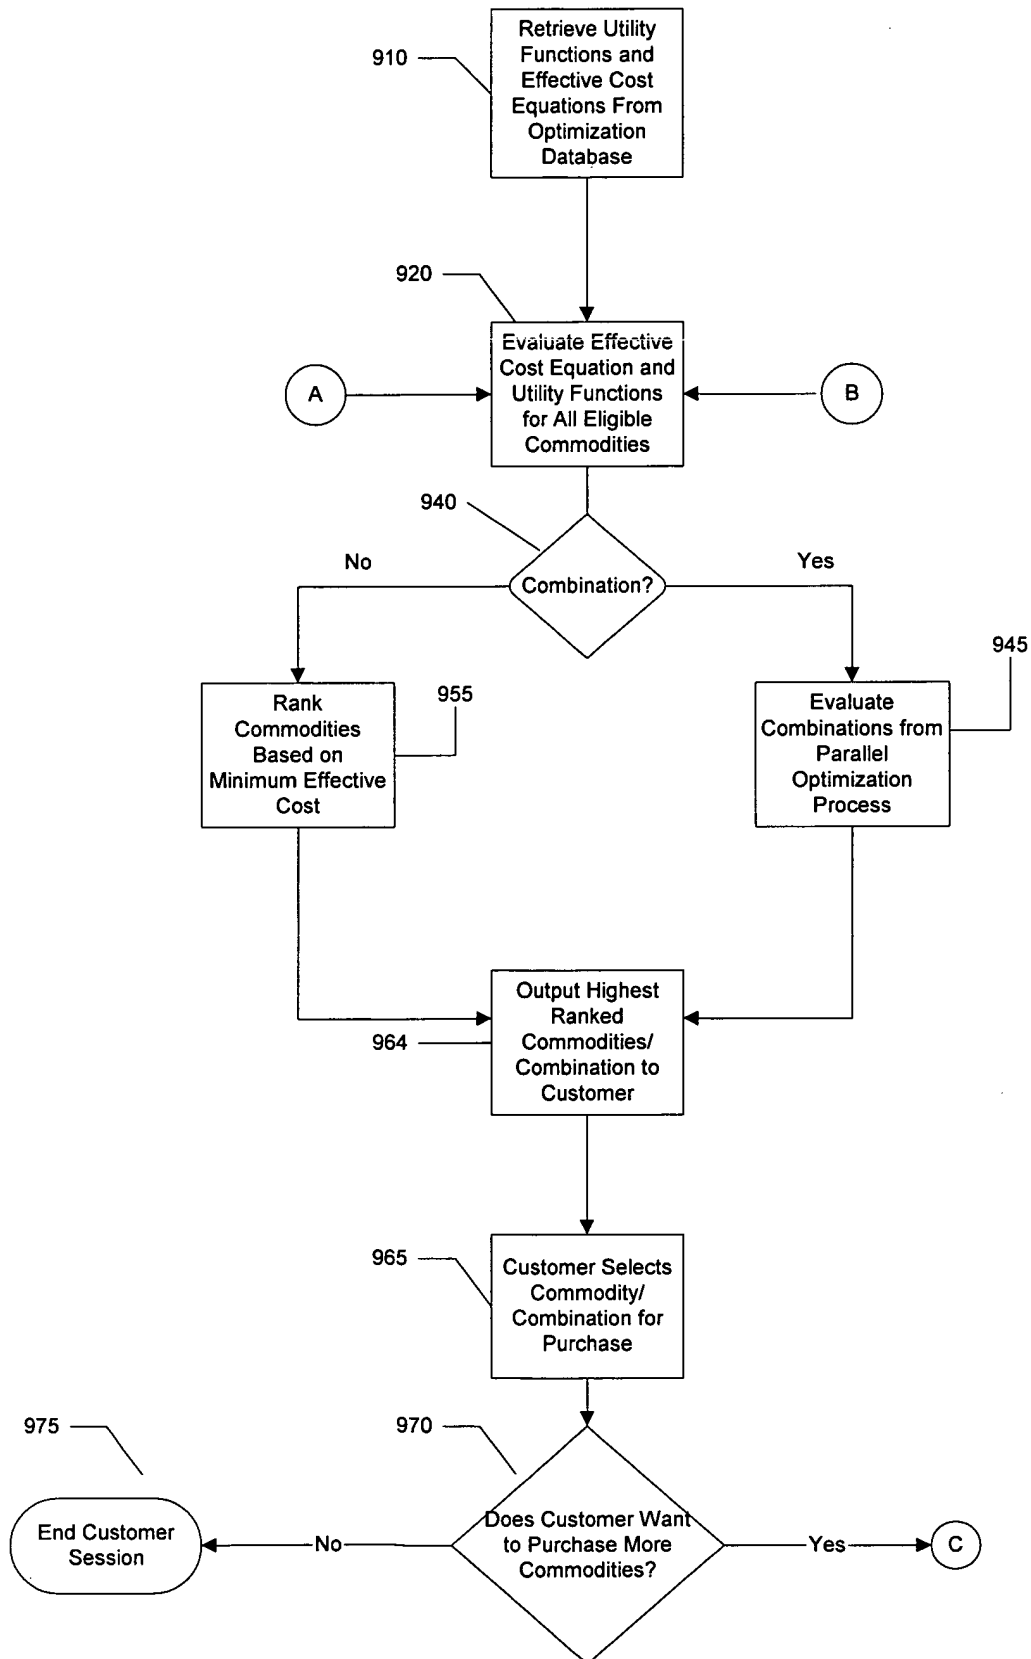 Retrieve Utility
Functions and
Effective Cost
Equations From
Optimization
Database
910
920
Evaluate Effective
Cost Equation and
Utility Functions
for All Eligible
Commodities
A
B
940
No
Yes
Combination?
945
955
Rank
Commodities
Based on
Minimum Effective
Cost
Evaluate
Combinations from
Parallel
Optimization
Process
Output Highest
Ranked
Commodities/
Combination to
Customer
964
965
Customer Selects
Commodity/
Combination for
Purchase
975
970
End Customer
Session
No
Does Customer Want
to Purchase More
Commodities?
Yes
C